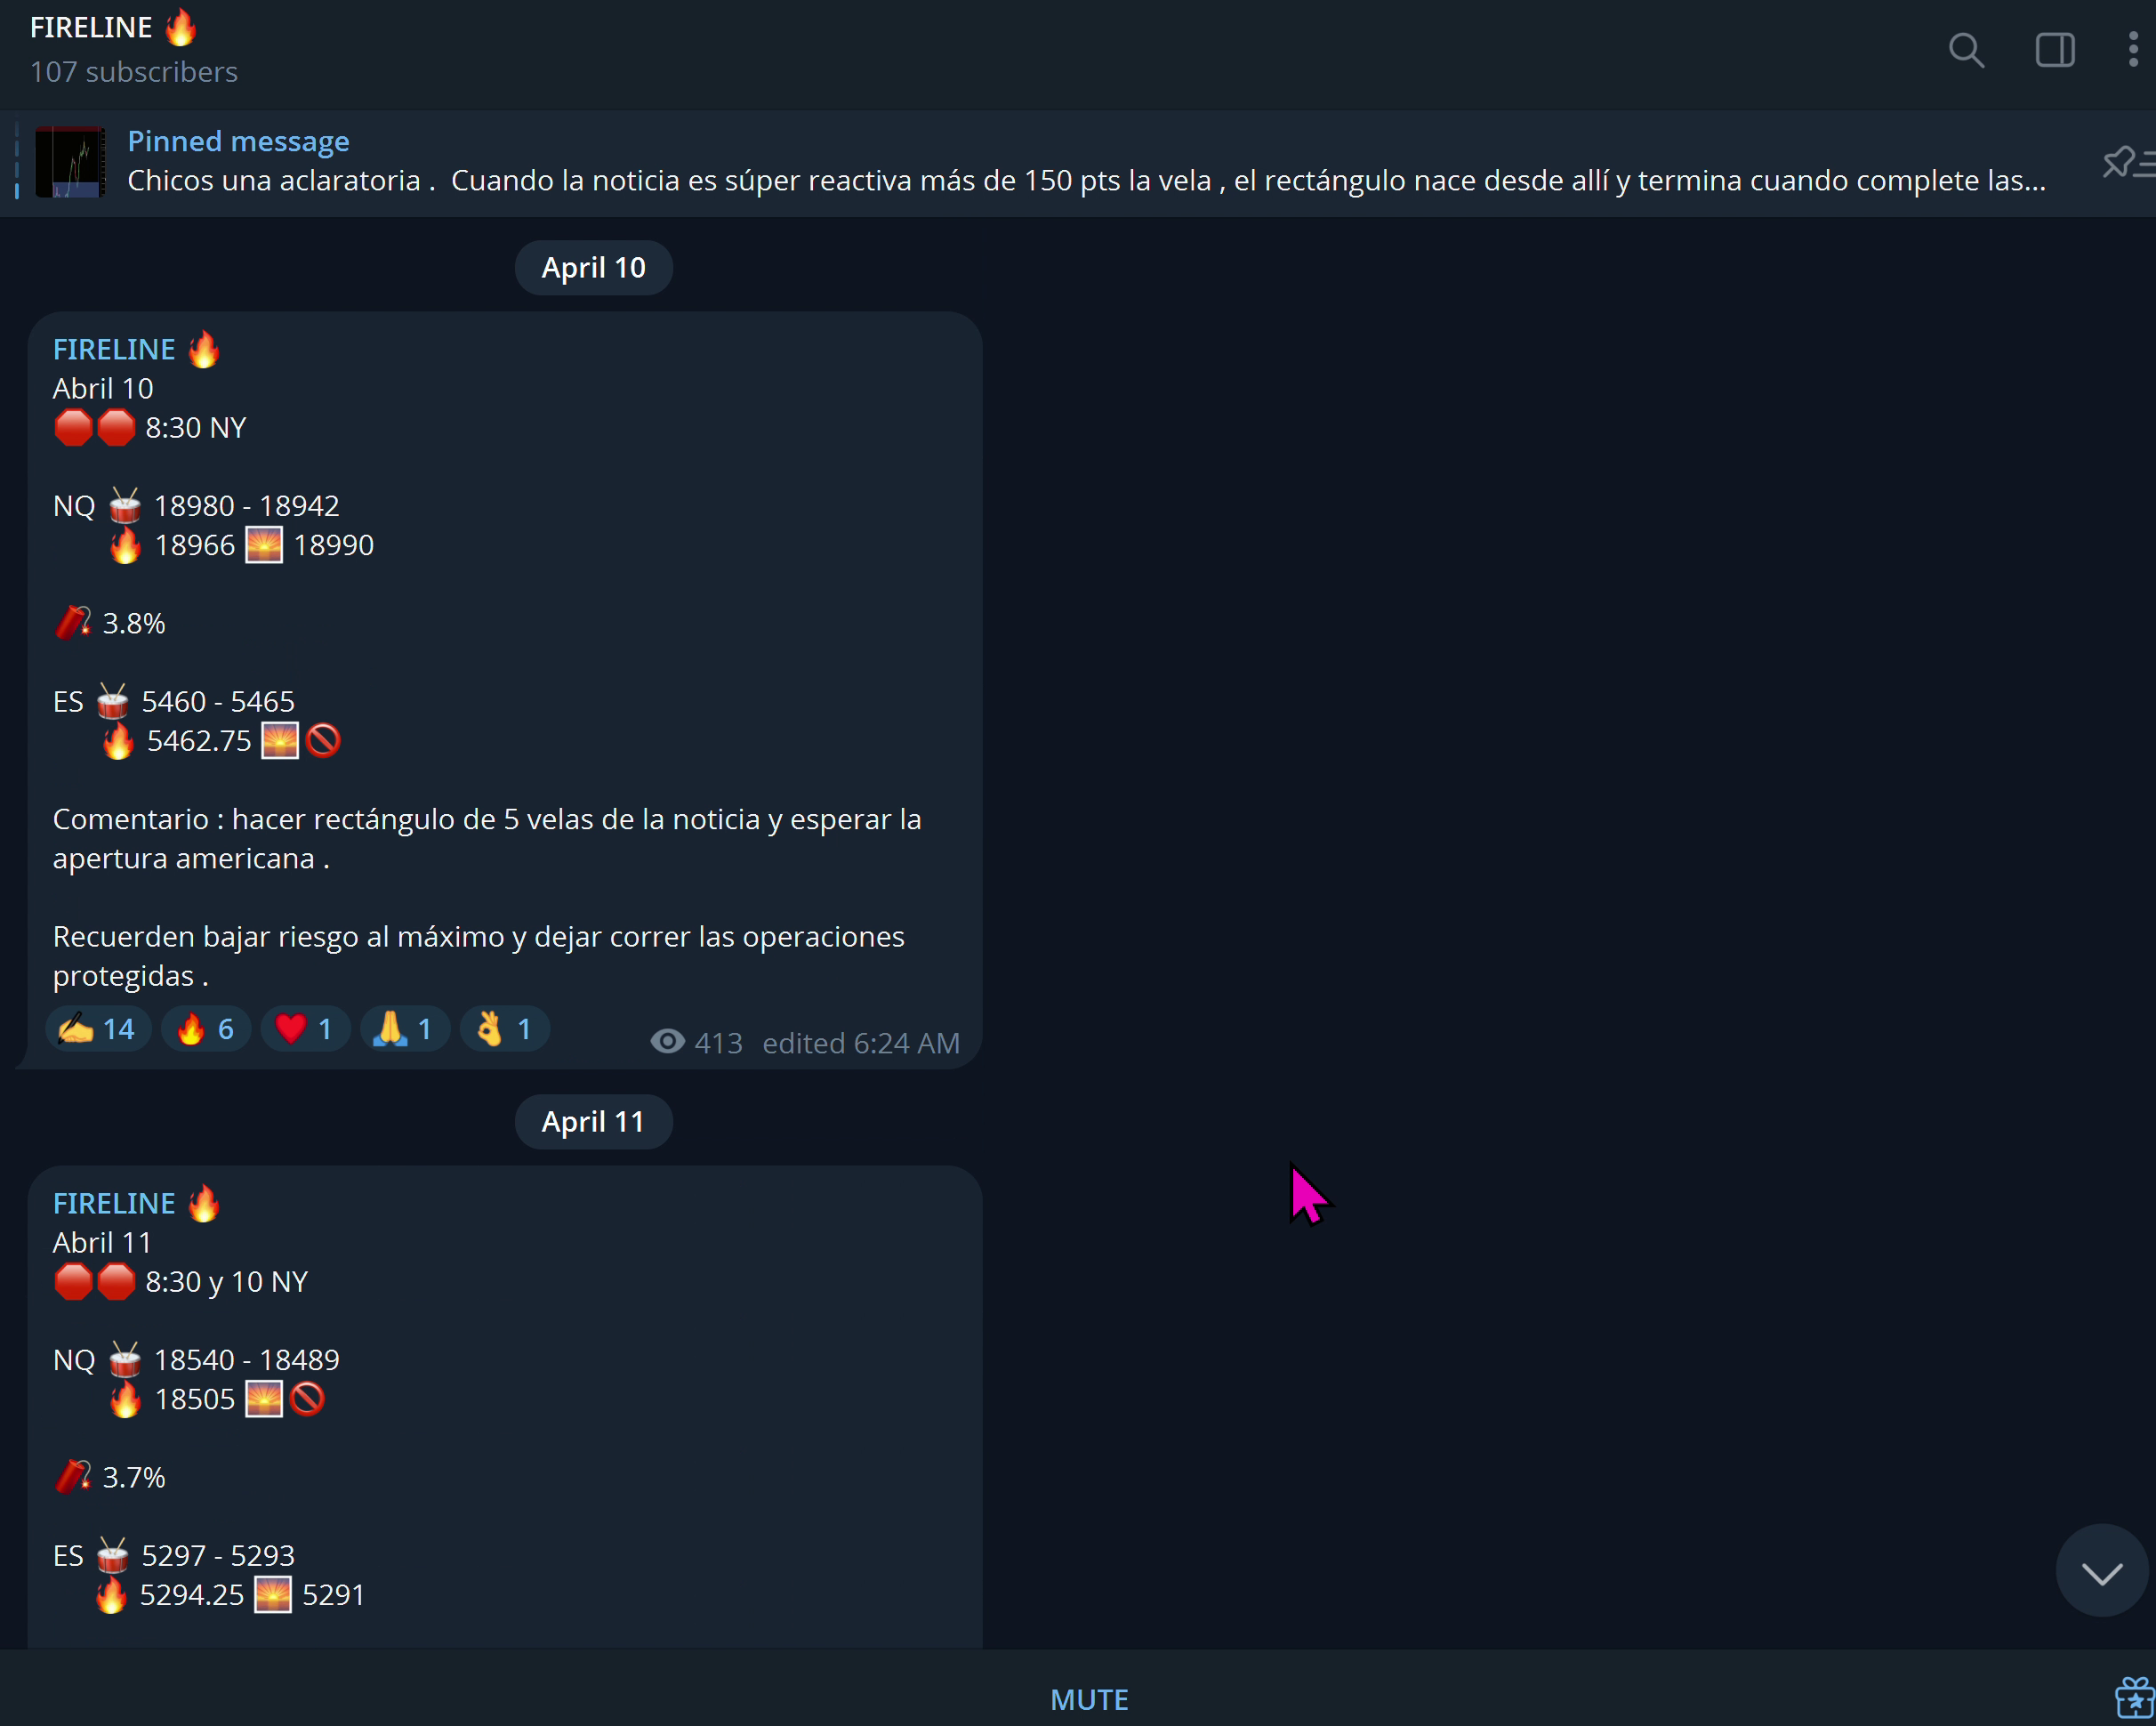 FIRELINE 🔥
107 subscribers
Pinned message
Chicos una aclaratoria .  Cuando la noticia es súper reactiva más de 150 pts la vela , el rectángulo nace desde allí y termina cuando complete las...
April 10
FIRELINE 🔥
Abril 10
🛑🛑 8:30 NY
NQ 🥁 18980 - 18942
🔥 18966 🌅 18990
🧨 3.8%
ES 🥁 5460 - 5465
🔥 5462.75 🌅🚫
Comentario : hacer rectángulo de 5 velas de la noticia y esperar la
apertura americana .
Recuerden bajar riesgo al máximo y dejar correr las operaciones
protegidas .
✍️ 14 🔥 6 ❤️ 1 🙏 1 👌 1 413 edited 6:24 AM
April 11
FIRELINE 🔥
Abril 11
🛑🛑 8:30 y 10 NY
NQ 🥁 18540 - 18489
🔥 18505 🌅🚫
🧨 3.7%
ES 🥁 5297 - 5293
🔥 5294.25 🌅 5291
MUTE